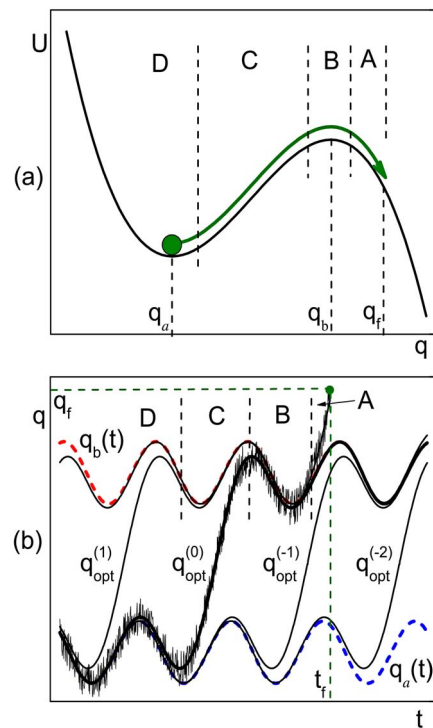 U
D
C
B
A
(a)
q_a
q_b
q_f
q
(b)
q
q_f
D
C
B
A
q_b(t)
q_opt^(1)
q_opt^(0)
q_opt^(-1)
q_opt^(-2)
t_f
q_a(t)
t